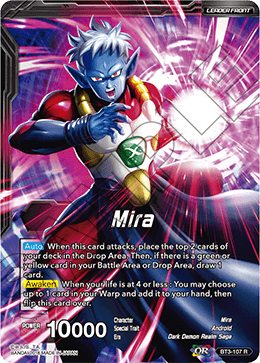 LEADER FRONT
Mira
Auto When this card attacks, place the top 2 cards of
your deck in the Drop Area. Then, if there is a green or
yellow card in your Battle Area or Drop Area, draw 1
card.
Awaken When your life is at 4 or less : You may choose
up to 1 card in your Warp and add it to your hand, then
flip this card over.
POWER 10000
Character Mira
Special Trait Android
Era Dark Demon Realm Saga
BT3-107 R